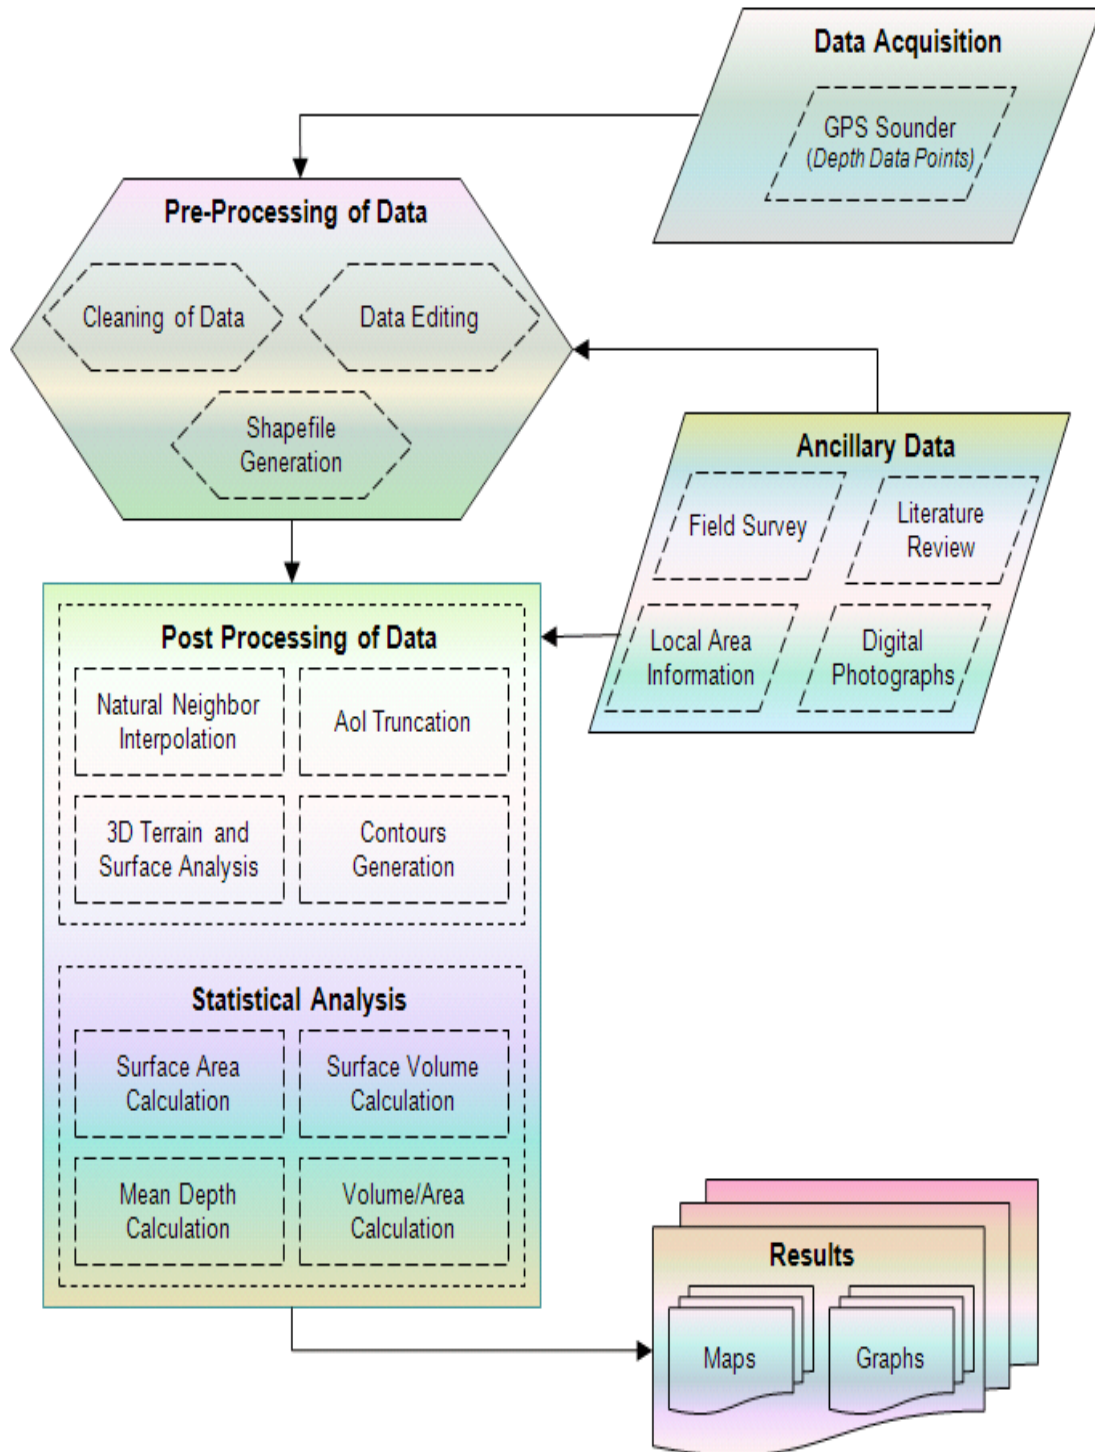 Data Acquisition
GPS Sounder
(Depth Data Points)
Pre-Processing of Data
Cleaning of Data
Data Editing
Shapefile
Generation
Ancillary Data
Field Survey
Literature
Review
Local Area
Information
Digital
Photographs
Post Processing of Data
Natural Neighbor
Interpolation
AoI Truncation
3D Terrain and
Surface Analysis
Contours
Generation
Statistical Analysis
Surface Area
Calculation
Surface Volume
Calculation
Mean Depth
Calculation
Volume/Area
Calculation
Results
Maps
Graphs